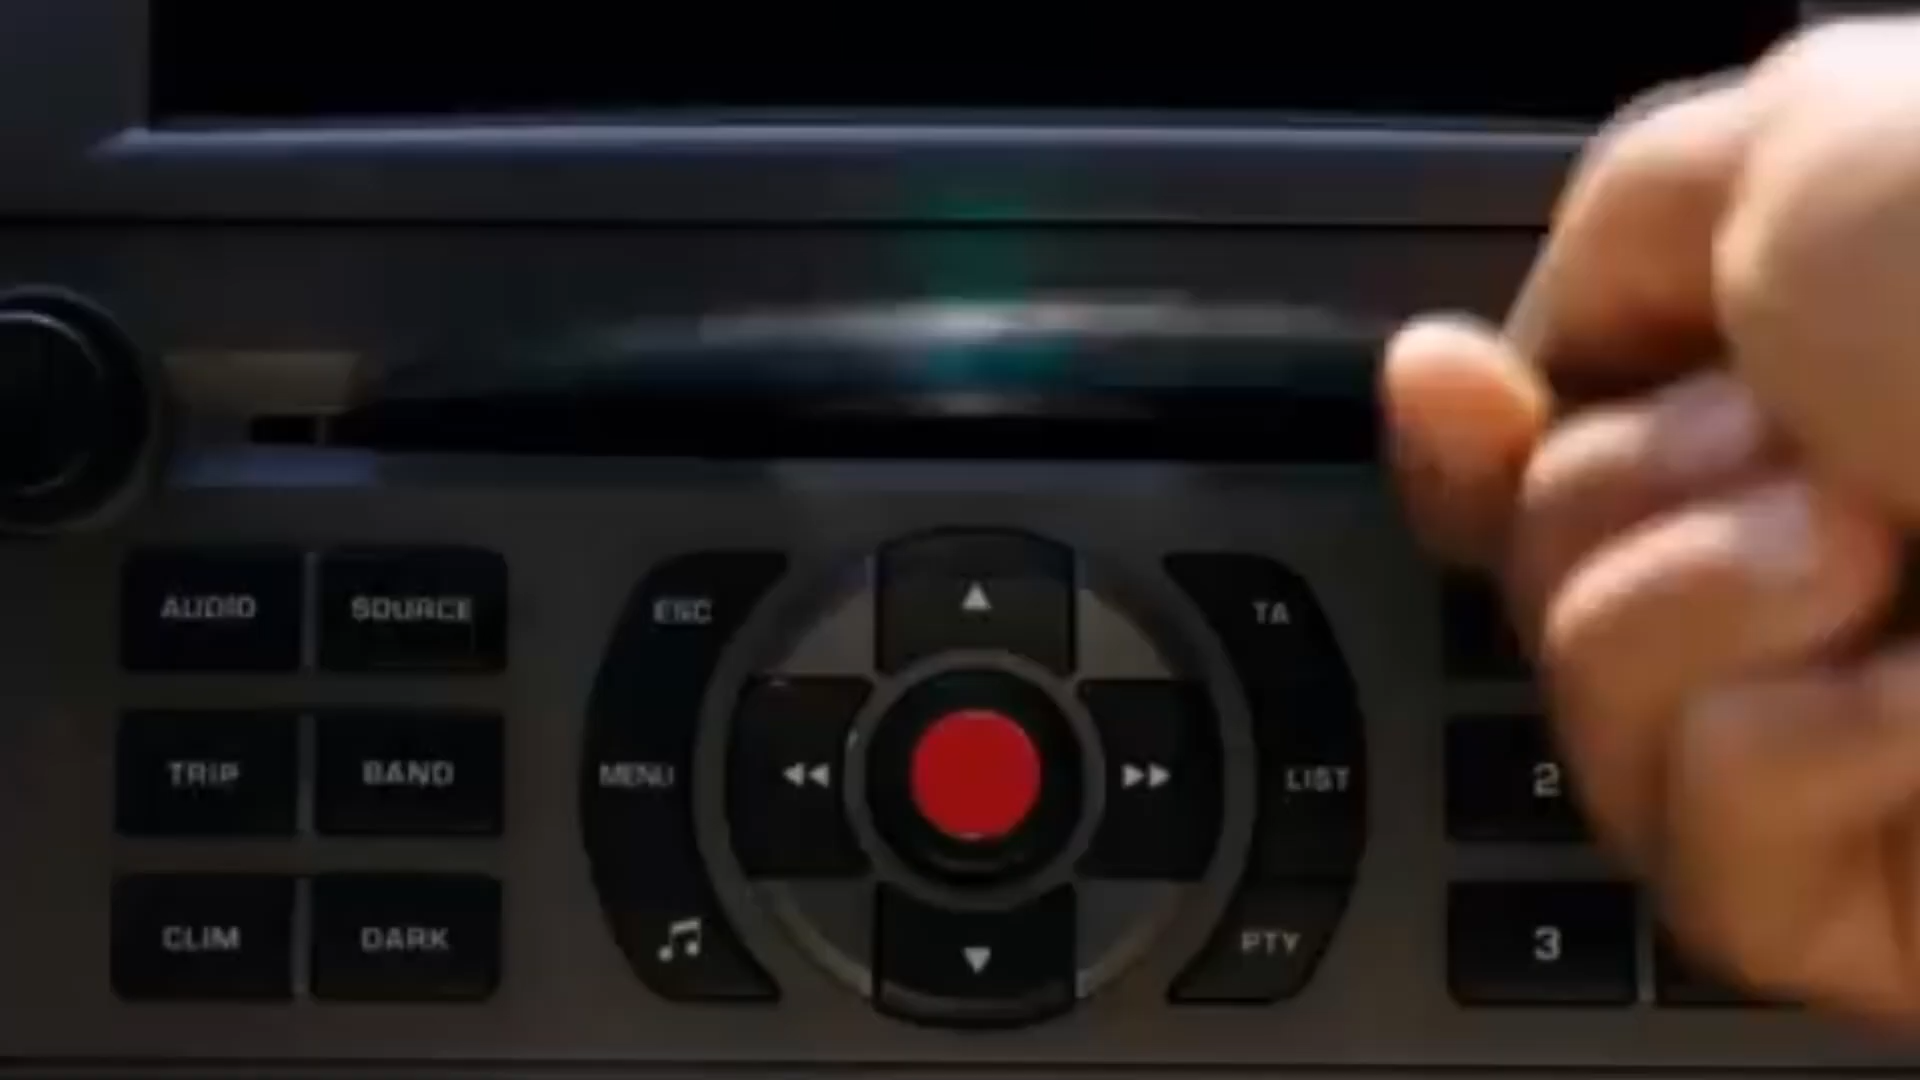 AUDIO SOURCE ESC ▲ TA
TRIP BAND MENU ◀◀ ▶▶ LIST 2
CLIM DARK ♫ ▼ PTY 3